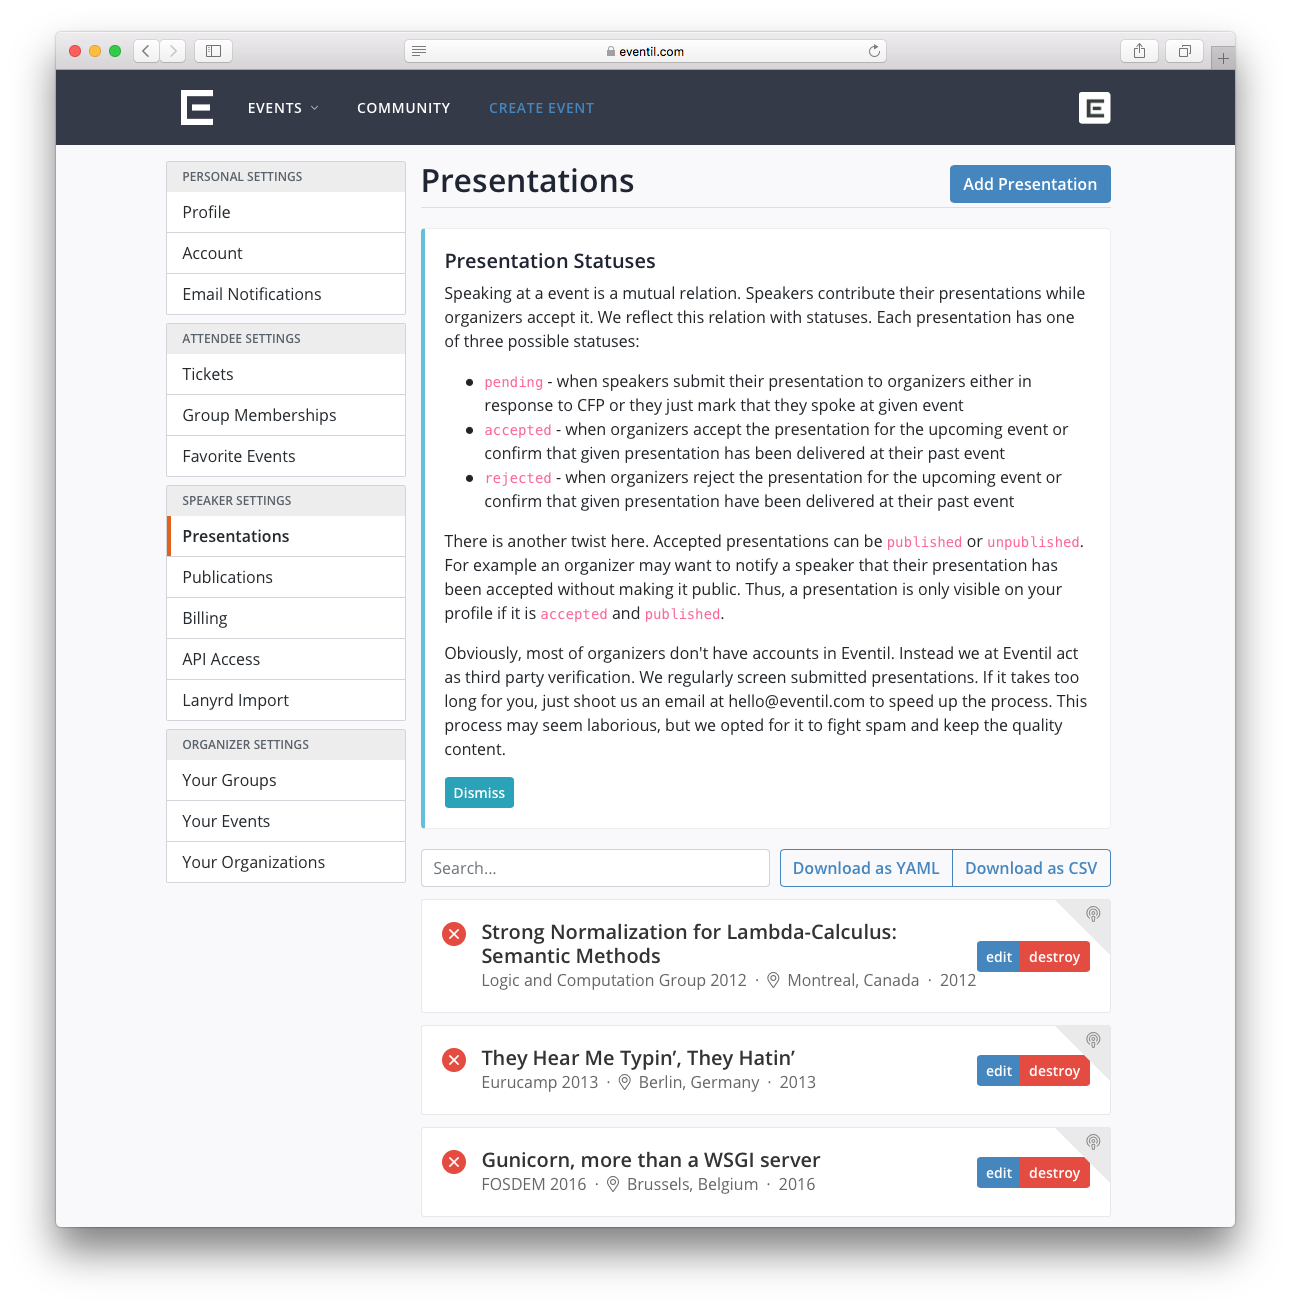 eventil.com
EVENTS
COMMUNITY
CREATE EVENT
PERSONAL SETTINGS
Profile
Account
Email Notifications
ATTENDEE SETTINGS
Tickets
Group Memberships
Favorite Events
SPEAKER SETTINGS
Presentations
Publications
Billing
API Access
Lanyrd Import
ORGANIZER SETTINGS
Your Groups
Your Events
Your Organizations
Presentations
Add Presentation
Presentation Statuses
Speaking at a event is a mutual relation. Speakers contribute their presentations while
organizers accept it. We reflect this relation with statuses. Each presentation has one
of three possible statuses:
pending - when speakers submit their presentation to organizers either in
response to CFP or they just mark that they spoke at given event
accepted - when organizers accept the presentation for the upcoming event or
confirm that given presentation has been delivered at their past event
rejected - when organizers reject the presentation for the upcoming event or
confirm that given presentation have been delivered at their past event
There is another twist here. Accepted presentations can be published or unpublished.
For example an organizer may want to notify a speaker that their presentation has
been accepted without making it public. Thus, a presentation is only visible on your
profile if it is accepted and published.
Obviously, most of organizers don't have accounts in Eventil. Instead we at Eventil act
as third party verification. We regularly screen submitted presentations. If it takes too
long for you, just shoot us an email at hello@eventil.com to speed up the process. This
process may seem laborious, but we opted for it to fight spam and keep the quality
content.
Dismiss
Search...
Download as YAML
Download as CSV
Strong Normalization for Lambda-Calculus:
Semantic Methods
Logic and Computation Group 2012 · Montreal, Canada · 2012
edit
destroy
They Hear Me Typin’, They Hatin’
Eurucamp 2013 · Berlin, Germany · 2013
edit
destroy
Gunicorn, more than a WSGI server
FOSDEM 2016 · Brussels, Belgium · 2016
edit
destroy